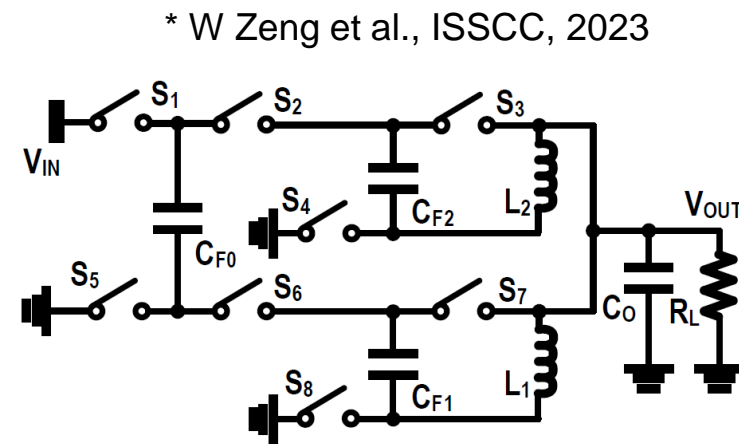 * W Zeng et al., ISSCC, 2023
S1
S2
S3
VIN
S4
CF2
L2
VOUT
CF0
S5
S6
S7
CO
RL
S8
CF1
L1